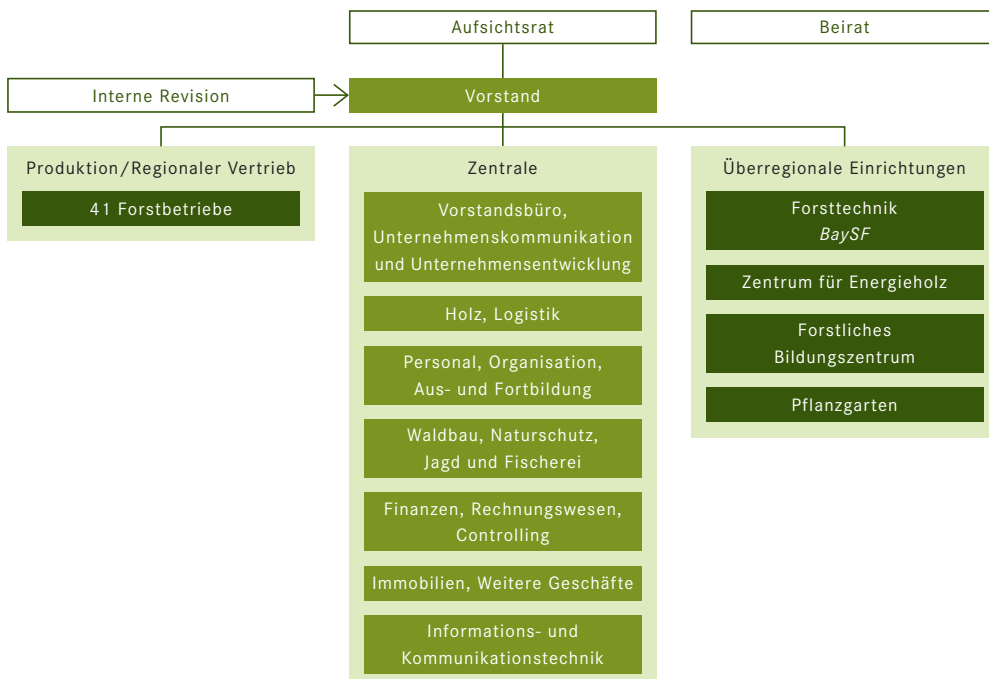 Aufsichtsrat
Beirat
Interne Revision
Vorstand
Produktion/Regionaler Vertrieb
41 Forstbetriebe
Zentrale
Vorstandsbüro,
Unternehmenskommunikation
und Unternehmensentwicklung
Holz, Logistik
Personal, Organisation,
Aus- und Fortbildung
Waldbau, Naturschutz,
Jagd und Fischerei
Finanzen, Rechnungswesen,
Controlling
Immobilien, Weitere Geschäfte
Informations- und
Kommunikationstechnik
Überregionale Einrichtungen
Forsttechnik
BaySF
Zentrum für Energieholz
Forstliches
Bildungszentrum
Pflanzgarten